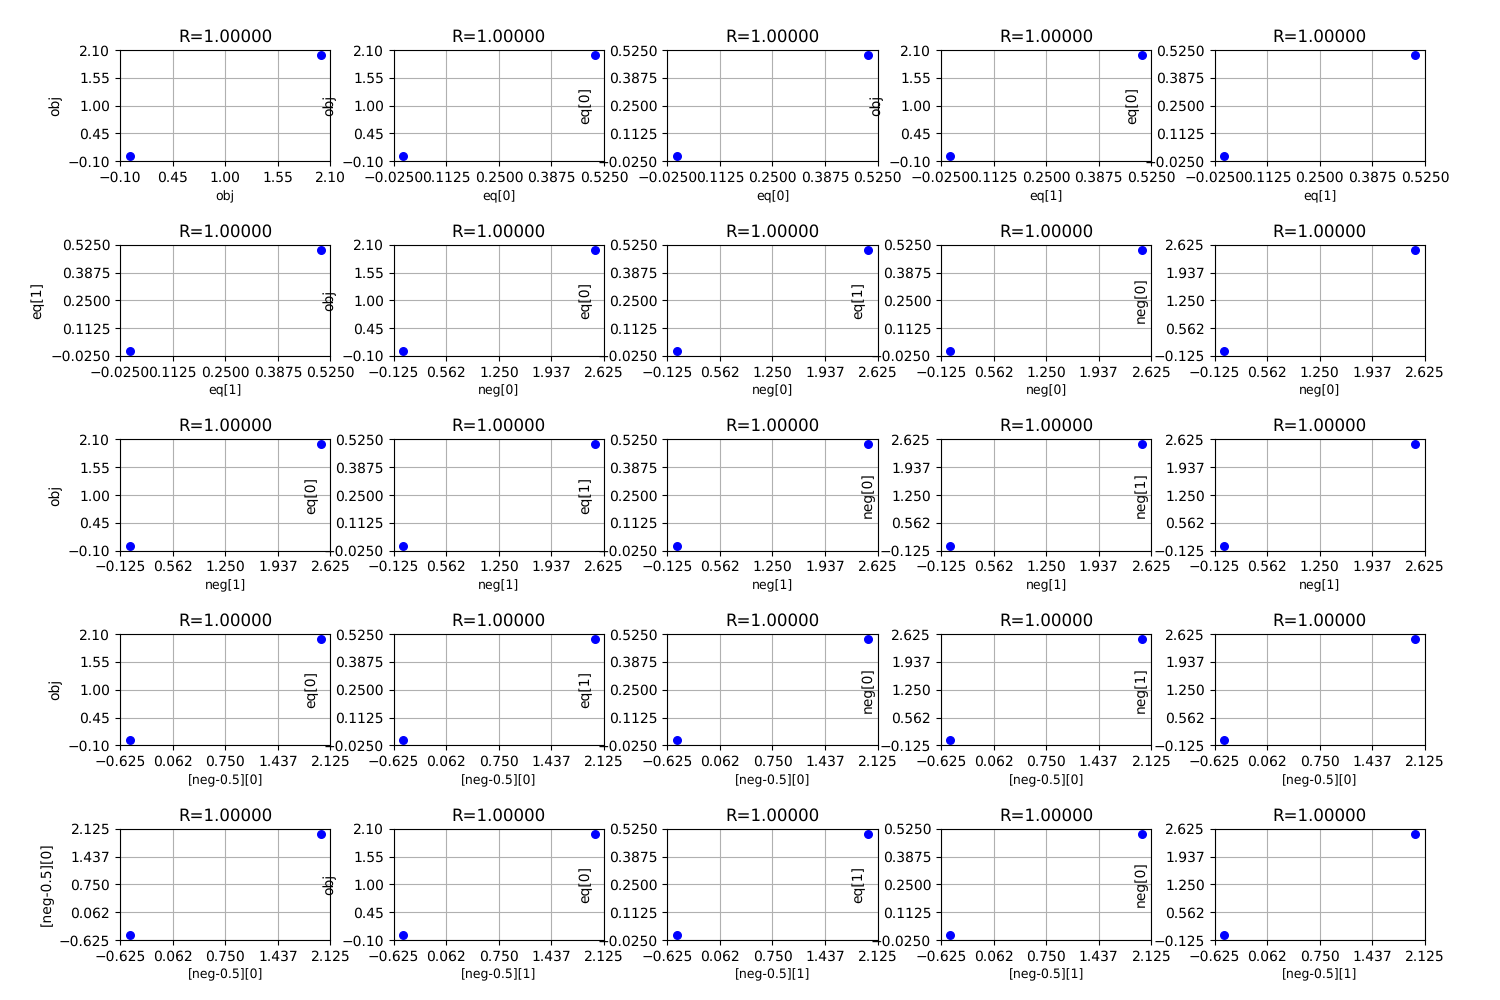 R=1.00000 R=1.00000 R=1.00000 R=1.00000 R=1.00000
2.10 2.10 0.5250 2.10 0.5250
1.55 1.55 0.3875 1.55 0.3875
obj 1.00 obj 1.00 eq[0] 0.2500 obj 1.00 eq[0] 0.2500
0.45 0.45 0.1125 0.45 0.1125
−0.10 −0.10 −0.0250 −0.10 −0.0250
−0.10 0.45 1.00 1.55 2.10 −0.0250 0.1125 0.2500 0.3875 0.5250 −0.0250 0.1125 0.2500 0.3875 0.5250 −0.0250 0.1125 0.2500 0.3875 0.5250 −0.0250 0.1125 0.2500 0.3875 0.5250
obj eq[0] eq[0] eq[1] eq[1]
R=1.00000 R=1.00000 R=1.00000 R=1.00000 R=1.00000
0.5250 2.10 0.5250 0.5250 2.625
0.3875 1.55 0.3875 0.3875 1.937
eq[1] 0.2500 obj 1.00 eq[0] 0.2500 eq[1] 0.2500 neg[0] 1.250
0.1125 0.45 0.1125 0.1125 0.562
−0.0250 −0.10 −0.0250 −0.0250 −0.125
−0.0250 0.1125 0.2500 0.3875 0.5250 −0.125 0.562 1.250 1.937 2.625 −0.125 0.562 1.250 1.937 2.625 −0.125 0.562 1.250 1.937 2.625 −0.125 0.562 1.250 1.937 2.625
eq[1] neg[0] neg[0] neg[0] neg[0]
R=1.00000 R=1.00000 R=1.00000 R=1.00000 R=1.00000
2.10 0.5250 0.5250 2.625 2.625
1.55 0.3875 0.3875 1.937 1.937
obj 1.00 eq[0] 0.2500 eq[1] 0.2500 neg[0] 1.250 neg[1] 1.250
0.45 0.1125 0.1125 0.562 0.562
−0.10 −0.0250 −0.0250 −0.125 −0.125
−0.125 0.562 1.250 1.937 2.625 −0.125 0.562 1.250 1.937 2.625 −0.125 0.562 1.250 1.937 2.625 −0.125 0.562 1.250 1.937 2.625 −0.125 0.562 1.250 1.937 2.625
neg[1] neg[1] neg[1] neg[1] neg[1]
R=1.00000 R=1.00000 R=1.00000 R=1.00000 R=1.00000
2.10 0.5250 0.5250 2.625 2.625
1.55 0.3875 0.3875 1.937 1.937
obj 1.00 eq[0] 0.2500 eq[1] 0.2500 neg[0] 1.250 neg[1] 1.250
0.45 0.1125 0.1125 0.562 0.562
−0.10 −0.0250 −0.0250 −0.125 −0.125
−0.625 0.062 0.750 1.437 2.125 −0.625 0.062 0.750 1.437 2.125 −0.625 0.062 0.750 1.437 2.125 −0.625 0.062 0.750 1.437 2.125 −0.625 0.062 0.750 1.437 2.125
[neg-0.5][0] [neg-0.5][0] [neg-0.5][0] [neg-0.5][0] [neg-0.5][0]
R=1.00000 R=1.00000 R=1.00000 R=1.00000 R=1.00000
2.125 2.10 0.5250 0.5250 2.625
1.437 1.55 0.3875 0.3875 1.937
[neg-0.5][0] 0.750 obj 1.00 eq[0] 0.2500 eq[1] 0.2500 neg[0] 1.250
0.062 0.45 0.1125 0.1125 0.562
−0.625 −0.10 −0.0250 −0.0250 −0.125
−0.625 0.062 0.750 1.437 2.125 −0.625 0.062 0.750 1.437 2.125 −0.625 0.062 0.750 1.437 2.125 −0.625 0.062 0.750 1.437 2.125 −0.625 0.062 0.750 1.437 2.125
[neg-0.5][0] [neg-0.5][1] [neg-0.5][1] [neg-0.5][1] [neg-0.5][1]